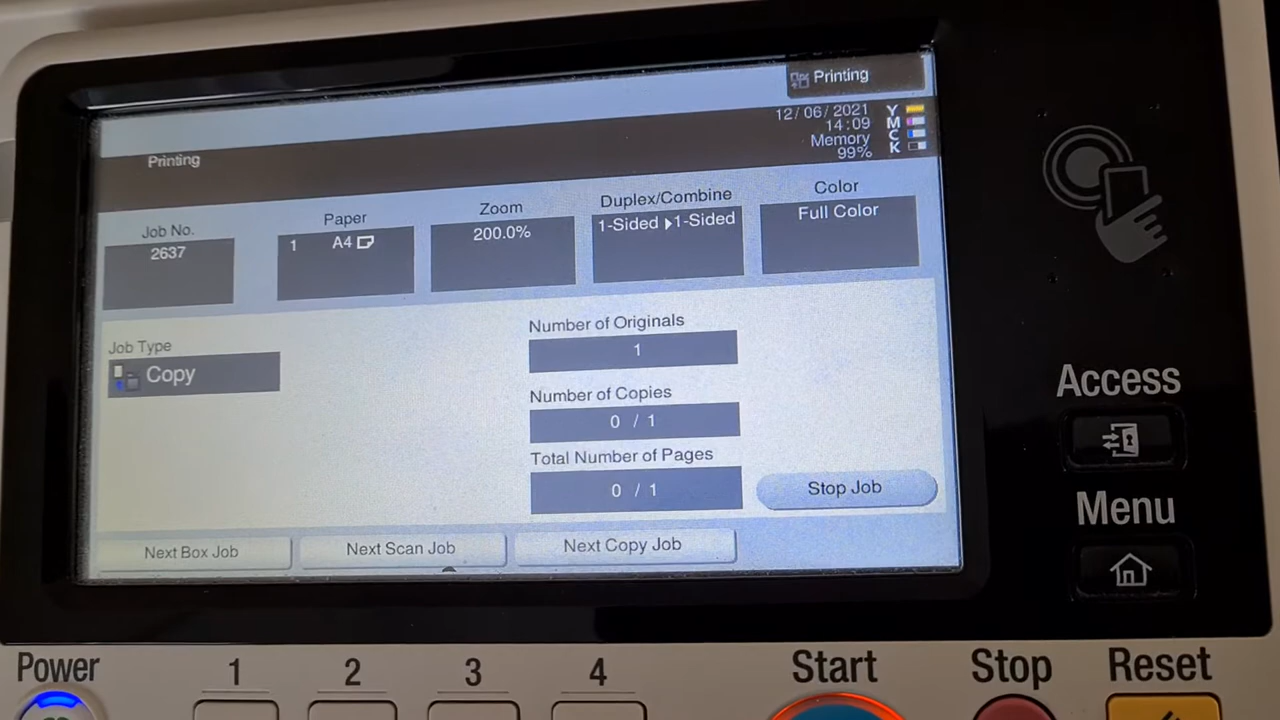 Printing
12/06/2021
14:09
Memory
99%
Y
M
C
K
Printing
Job No.
2637
Paper
1 A4
Zoom
200.0%
Duplex/Combine
1-Sided ▸1-Sided
Color
Full Color
Job Type
Copy
Number of Originals
1
Number of Copies
0 / 1
Total Number of Pages
0 / 1
Stop Job
Next Box Job
Next Scan Job
Next Copy Job
Access
Menu
Power
1
2
3
4
Start
Stop
Reset